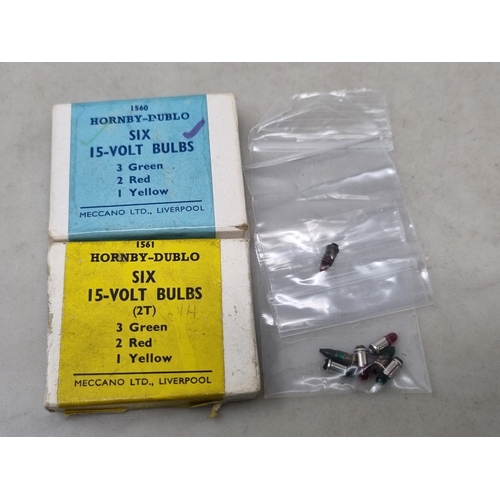 1560
HORNBY-DUBLO
SIX
15-VOLT BULBS
3 Green
2 Red
1 Yellow
MECCANO LTD., LIVERPOOL
1561
HORNBY-DUBLO
SIX
15-VOLT BULBS
(2T)
3 Green
2 Red
1 Yellow
MECCANO LTD., LIVERPOOL